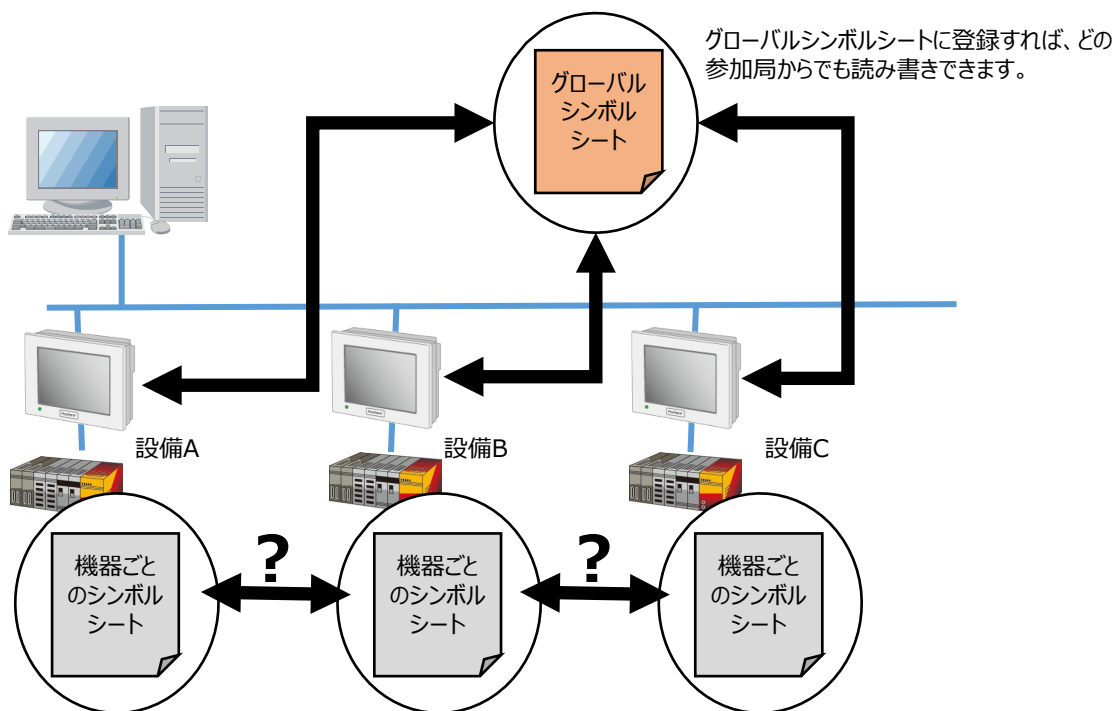 グローバルシンボルシートに登録すれば、どの
参加局からでも読み書きできます。
グローバル
シンボル
シート
設備A
設備B
設備C
機器ごと
のシンボル
シート
?
機器ごと
のシンボル
シート
?
機器ごと
のシンボル
シート